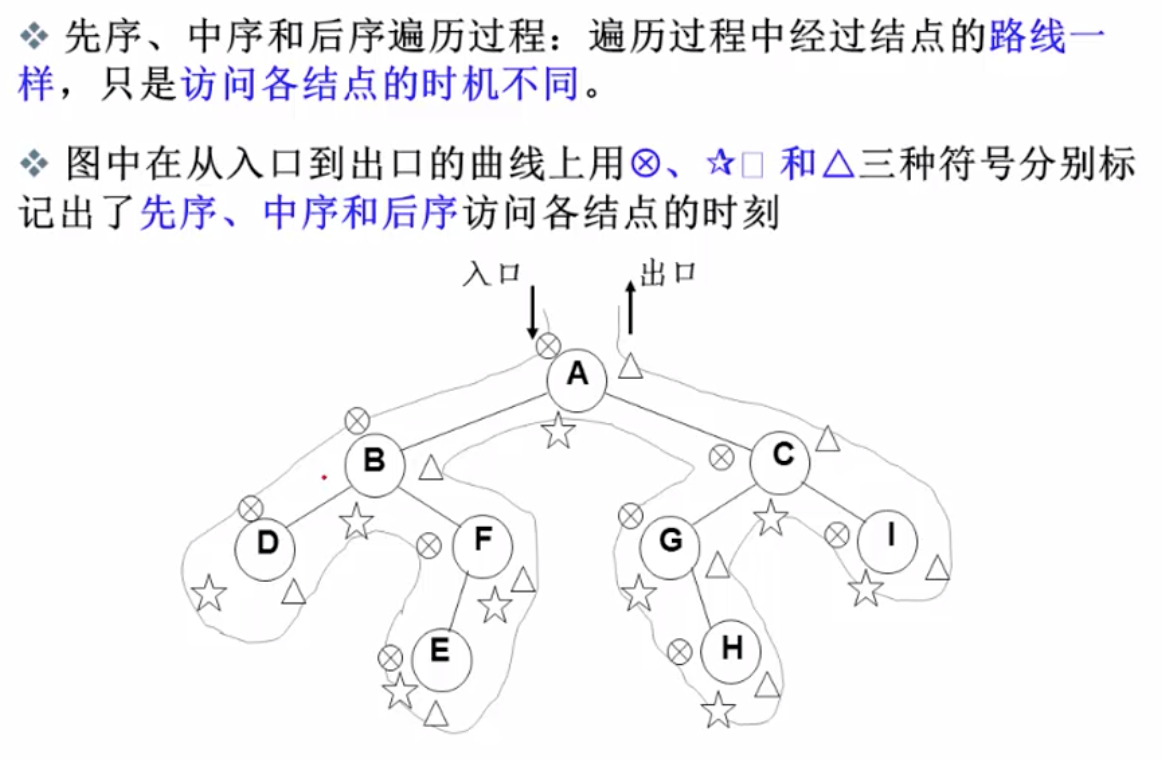 ❖ 先序、中序和后序遍历过程：遍历过程中经过结点的路线一
样，只是访问各结点的时机不同。
❖ 图中在从入口到出口的曲线上用⊗、☆□ 和△三种符号分别标
记出了先序、中序和后序访问各结点的时刻
入口 出口
A
B C
D F G I
E H